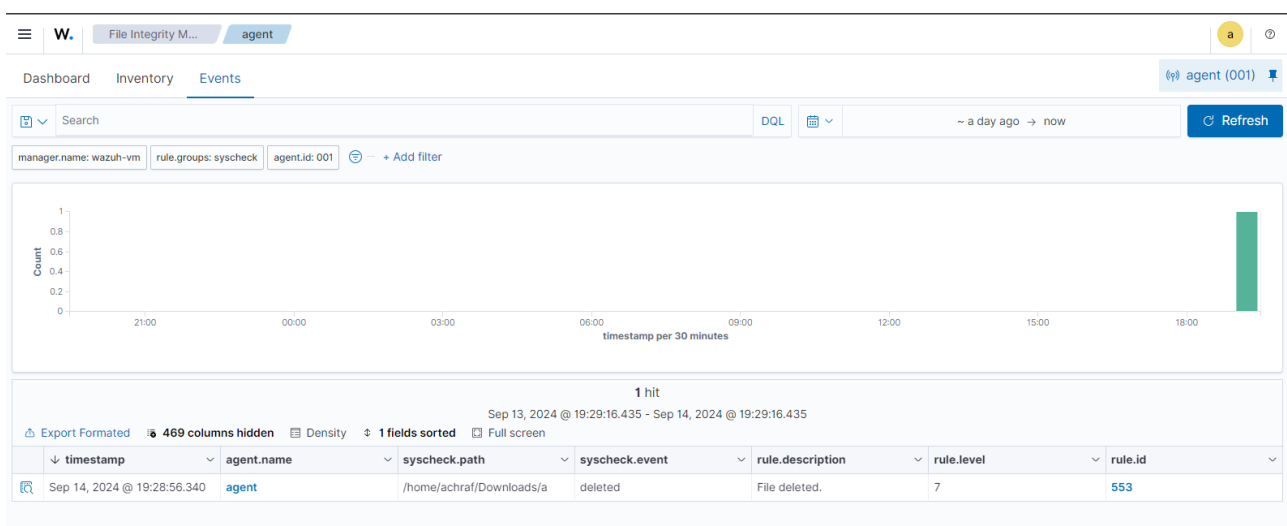 W. File Integrity M... agent a
Dashboard Inventory Events agent (001)
Search DQL ~ a day ago → now Refresh
manager.name: wazuh-vm rule.groups: syscheck agent.id: 001 + Add filter
1
0.8
0.6
0.4
0.2
0
Count
21:00 00:00 03:00 06:00 09:00 12:00 15:00 18:00
timestamp per 30 minutes
1 hit
Sep 13, 2024 @ 19:29:16.435 - Sep 14, 2024 @ 19:29:16.435
Export Formated 469 columns hidden Density 1 fields sorted Full screen
timestamp agent.name syscheck.path syscheck.event rule.description rule.level rule.id
Sep 14, 2024 @ 19:28:56.340 agent /home/achraf/Downloads/a deleted File deleted. 7 553